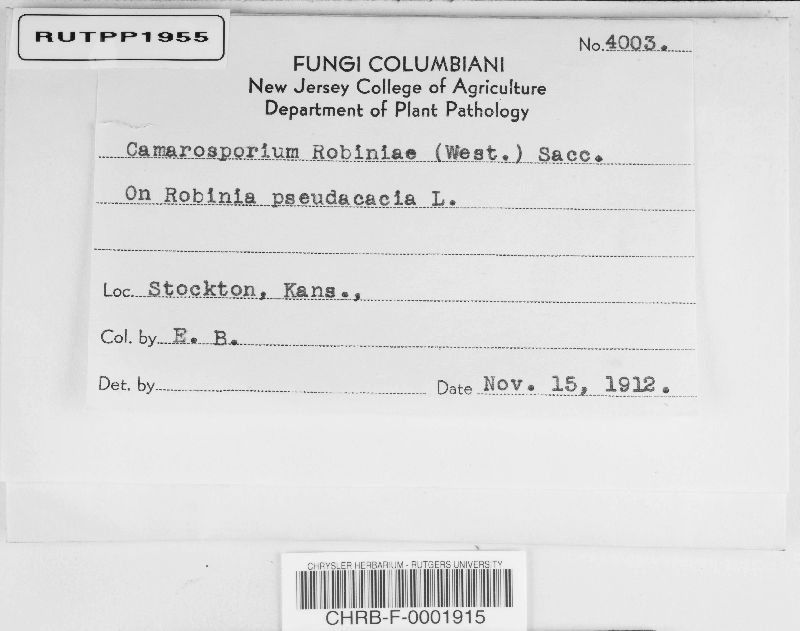 RUTPP1955
No. 4003.
FUNGI COLUMBIANI
New Jersey College of Agriculture
Department of Plant Pathology
Camarosporium Robiniae (West.) Sacc.
On Robinia pseudacacia L.
Loc. Stockton, Kans.,
Col. by E. B.
Det. by
Date Nov. 15, 1912.
CHRYSLER HERBARIUM - RUTGERS UNIVERSITY
CHRB-F-0001915